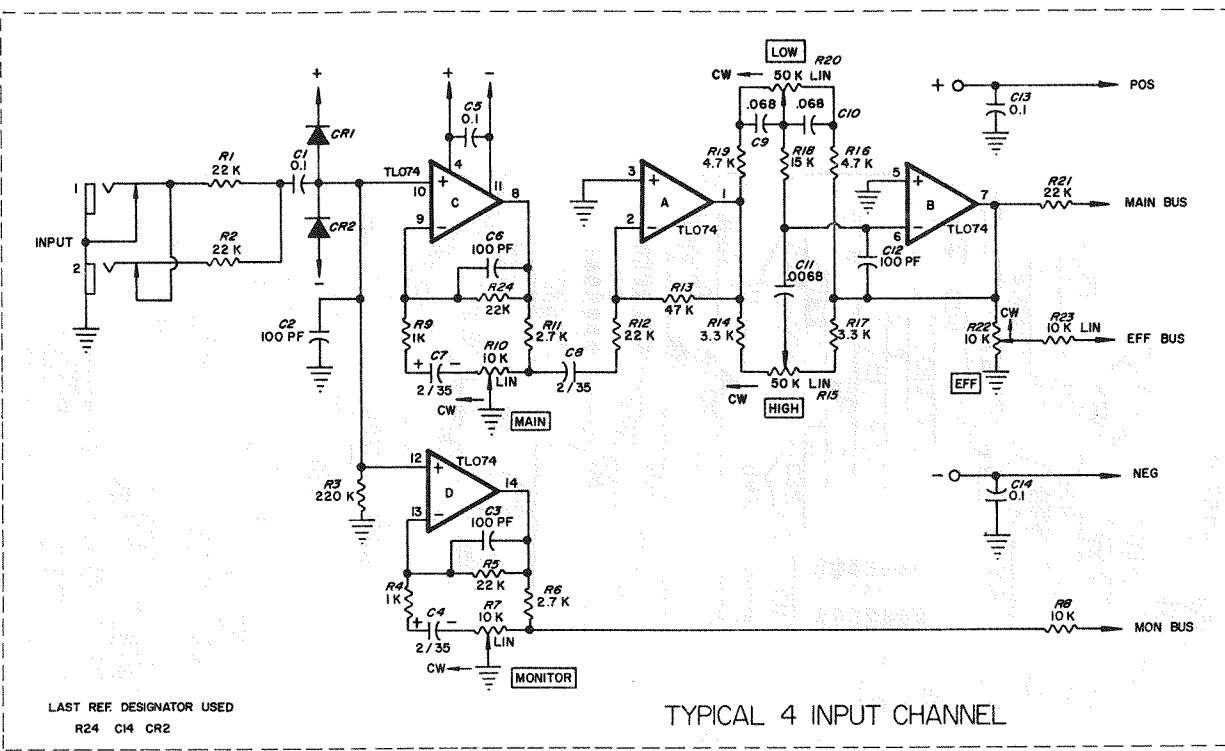 LOW
R20
CW
50 K LIN
+
+
-
+
POS
C13
0.1
C5
0.1
CR1
.068
.068
C10
C9
R1
22 K
C1
0.1
R19
4.7 K
R18
15 K
R16
4.7 K
TL074
4
10
+
C
11
8
9
-
3
+
A
1
2
-
TL074
5
+
B
7
6
-
TL074
R21
22 K
MAIN BUS
1
INPUT
2
R2
22 K
CR2
-
C6
100 PF
R24
22K
C11
.0068
C12
100 PF
R13
47 K
C2
100 PF
R9
1K
R11
2.7 K
R12
22 K
R14
3.3 K
R17
3.3 K
R22
10 K
CW
R23
10 K LIN
EFF BUS
C7
+
-
2/35
R10
10 K
LIN
C8
2/35
50 K LIN
R15
CW
HIGH
EFF
CW
MAIN
R3
220 K
12
+
TL074
D
14
13
-
C3
100 PF
-
NEG
C14
0.1
R4
1K
R5
22 K
R6
2.7 K
C4
+
-
2/35
R7
10 K
LIN
R8
10 K
MON BUS
CW
MONITOR
LAST REF. DESIGNATOR USED
R24 C14 CR2
TYPICAL 4 INPUT CHANNEL